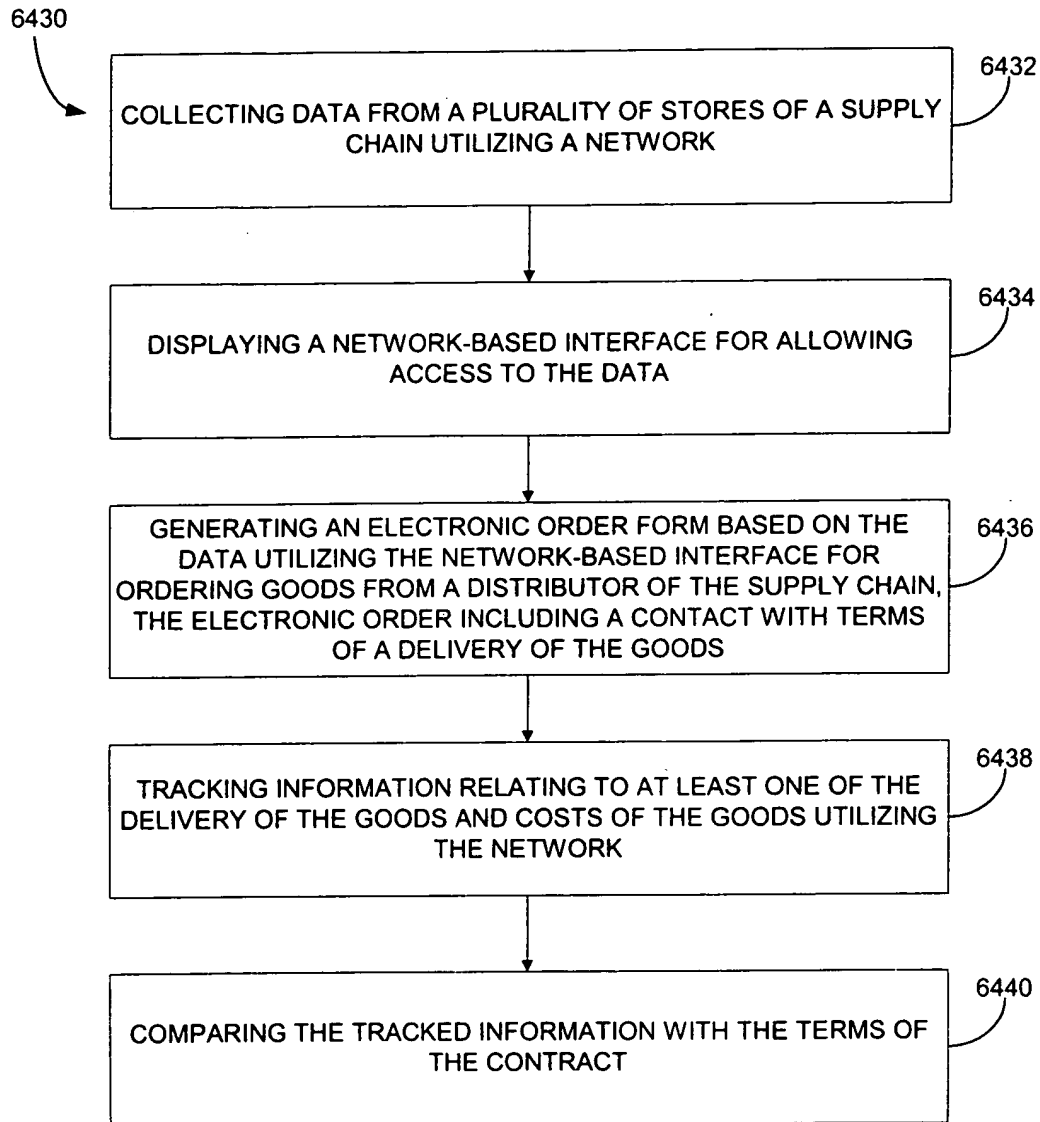 6430
6432
COLLECTING DATA FROM A PLURALITY OF STORES OF A SUPPLY
CHAIN UTILIZING A NETWORK
6434
DISPLAYING A NETWORK-BASED INTERFACE FOR ALLOWING
ACCESS TO THE DATA
6436
GENERATING AN ELECTRONIC ORDER FORM BASED ON THE
DATA UTILIZING THE NETWORK-BASED INTERFACE FOR
ORDERING GOODS FROM A DISTRIBUTOR OF THE SUPPLY CHAIN,
THE ELECTRONIC ORDER INCLUDING A CONTACT WITH TERMS
OF A DELIVERY OF THE GOODS
6438
TRACKING INFORMATION RELATING TO AT LEAST ONE OF THE
DELIVERY OF THE GOODS AND COSTS OF THE GOODS UTILIZING
THE NETWORK
6440
COMPARING THE TRACKED INFORMATION WITH THE TERMS OF
THE CONTRACT